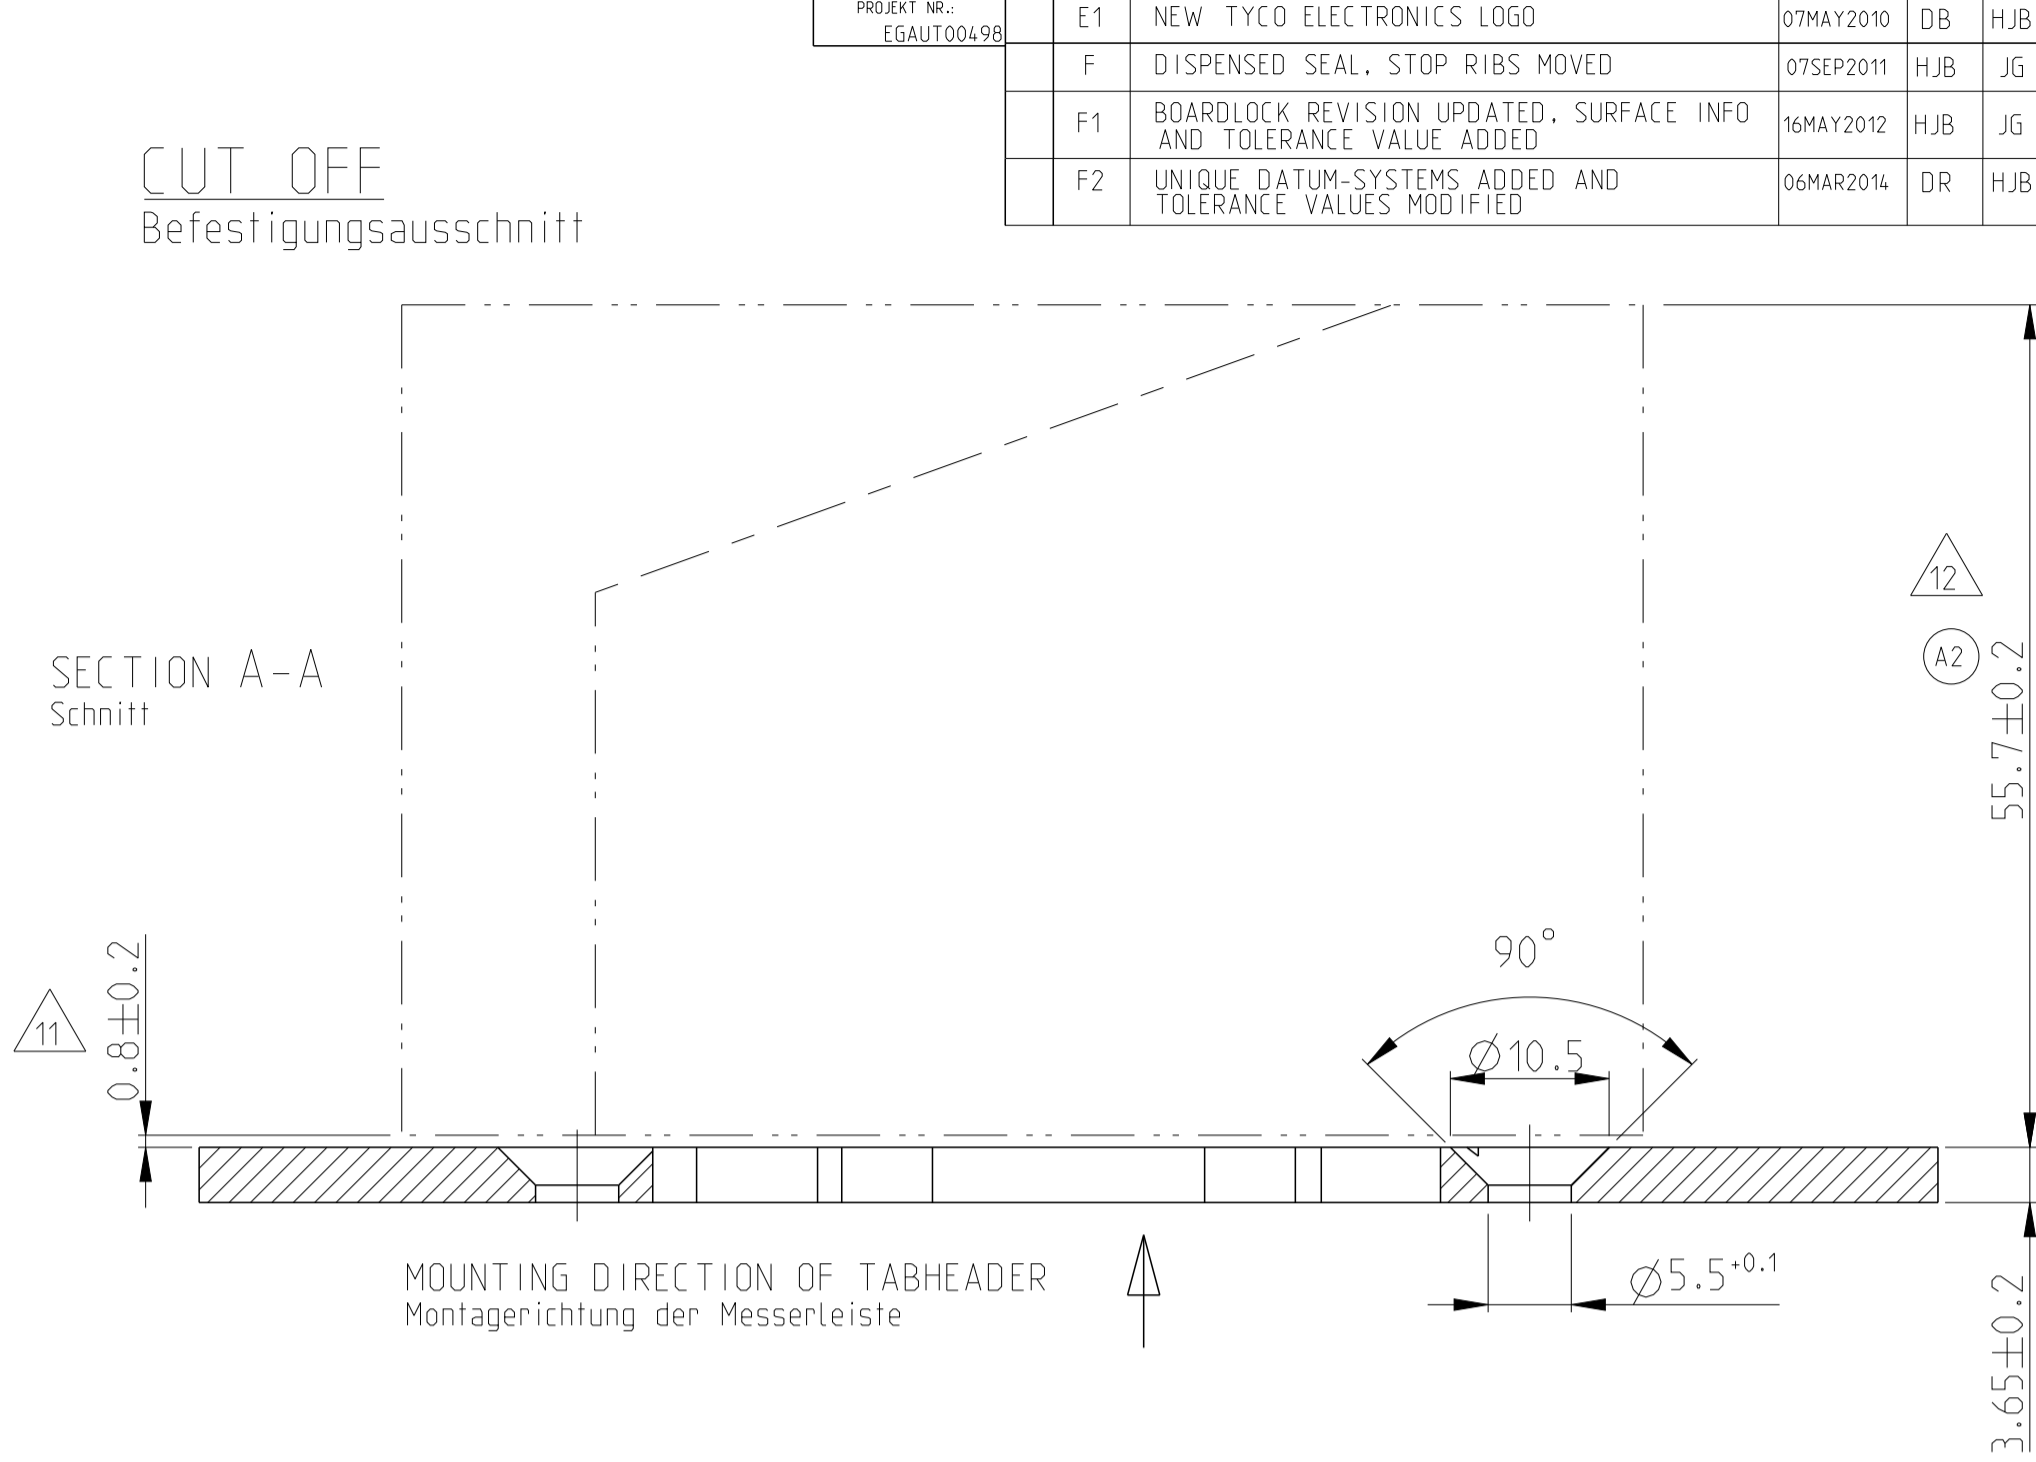 PROJEKT NR.:
EGAUT00498
E1 NEW TYCO ELECTRONICS LOGO 07MAY2010 DB HJB
F DISPENSED SEAL, STOP RIBS MOVED 07SEP2011 HJB JG
F1 BOARDLOCK REVISION UPDATED, SURFACE INFO
AND TOLERANCE VALUE ADDED 16MAY2012 HJB JG
F2 UNIQUE DATUM-SYSTEMS ADDED AND
TOLERANCE VALUES MODIFIED 06MAR2014 DR HJB
CUT OFF
Befestigungsausschnitt
12
A2
55.7±0.2
SECTION A-A
Schnitt
90°
11
0.8±0.2
Ø10.5
MOUNTING DIRECTION OF TABHEADER
Montagerichtung der Messerleiste
Ø5.5+0.1
3.65±0.2